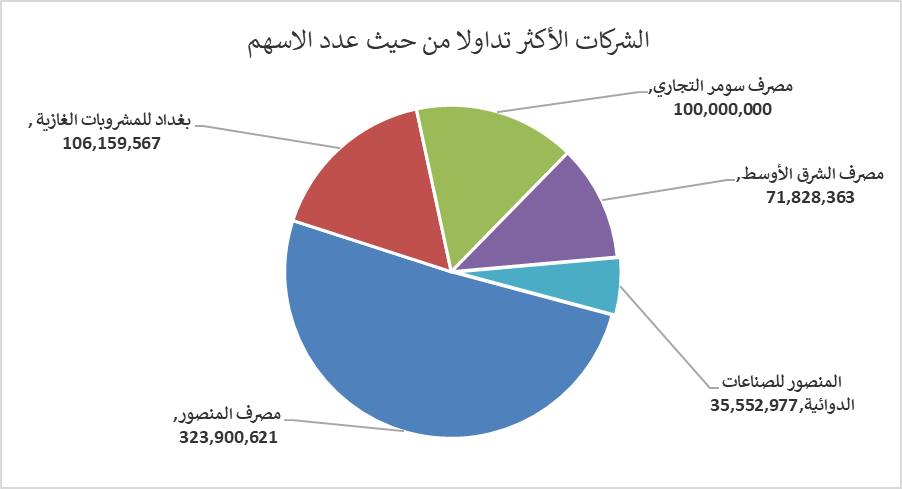 الشركات الأكثر تداولا من حيث عدد الاسهم
مصرف سومر التجاري,
100,000,000
بغداد للمشروبات الغازية ,
106,159,567
مصرف الشرق الأوسط,
71,828,363
المنصور للصناعات
الدوائية,35,552,977
مصرف المنصور,
323,900,621